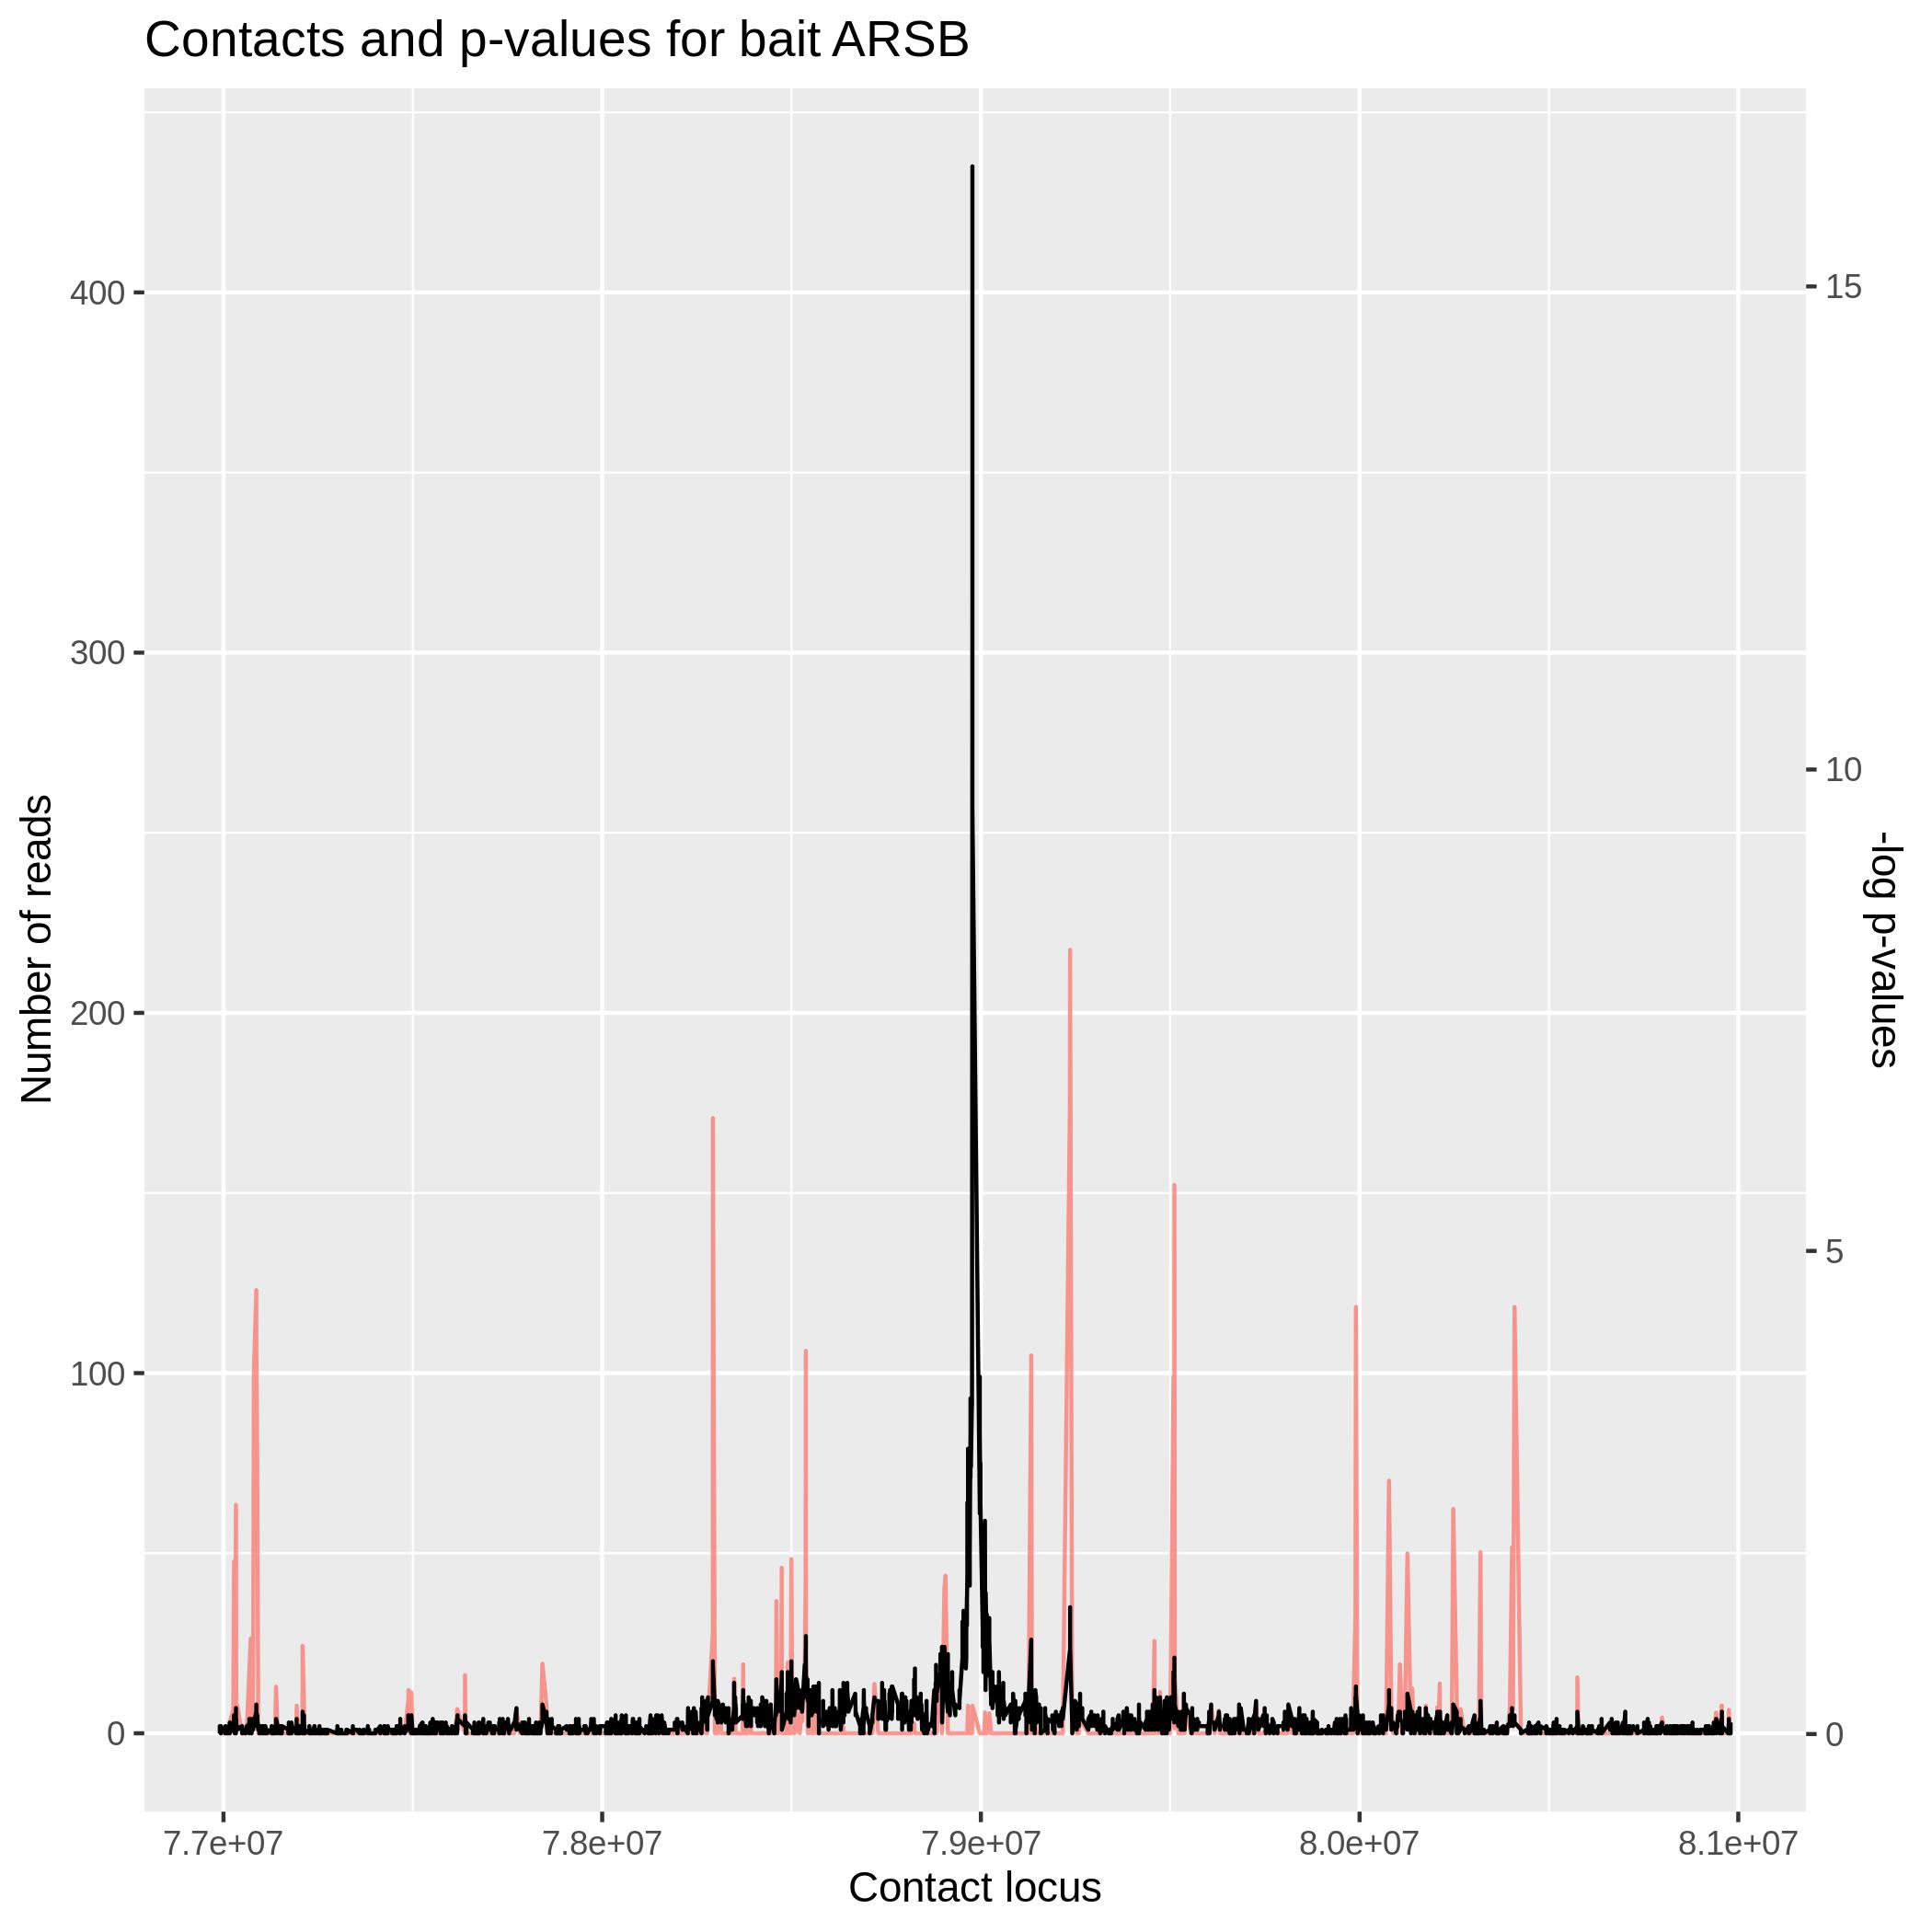 Contacts and p-values for bait ARSB
Number of reads
400
300
200
100
0
15
10
5
0
-log p-values
7.7e+07
7.8e+07
7.9e+07
8.0e+07
8.1e+07
Contact locus